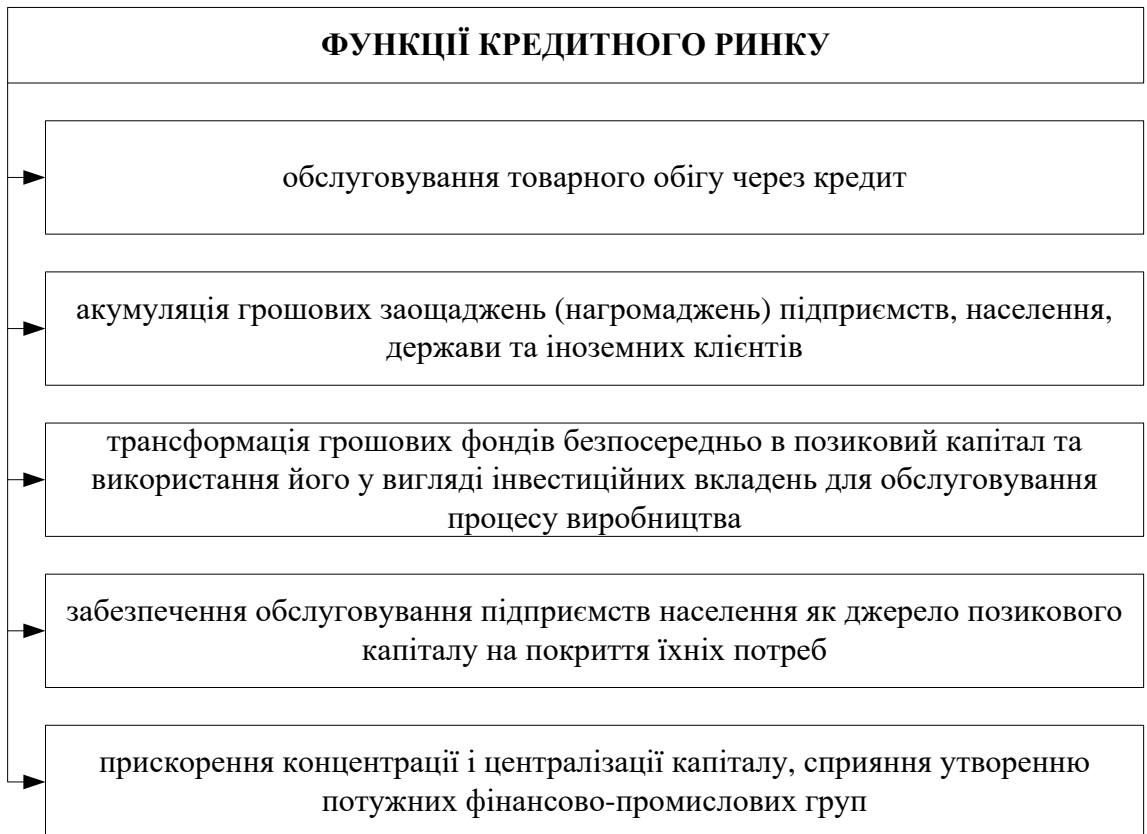 ФУНКЦІЇ КРЕДИТНОГО РИНКУ
обслуговування товарного обігу через кредит
акумуляція грошових заощаджень (нагромаджень) підприємств, населення,
держави та іноземних клієнтів
трансформація грошових фондів безпосередньо в позиковий капітал та
використання його у вигляді інвестиційних вкладень для обслуговування
процесу виробництва
забезпечення обслуговування підприємств населення як джерело позикового
капіталу на покриття їхніх потреб
прискорення концентрації і централізації капіталу, сприяння утворенню
потужних фінансово-промислових груп